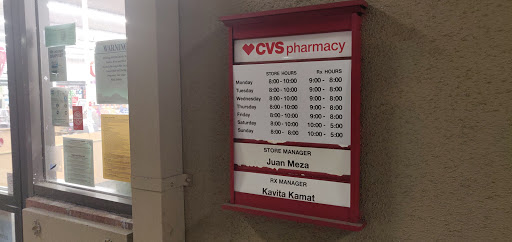 WARNING
CVS pharmacy
STORE HOURS Rx HOURS
Monday 8:00 - 10:00 9:00 - 8:00
Tuesday 8:00 - 10:00 9:00 - 8:00
Wednesday 8:00 - 10:00 9:00 - 8:00
Thursday 8:00 - 10:00 9:00 - 8:00
Friday 8:00 - 10:00 9:00 - 8:00
Saturday 8:00 - 10:00 10:00 - 5:00
Sunday 8:00 - 8:00 10:00 - 5:00
STORE MANAGER
Juan Meza
RX MANAGER
Kavita Kamat